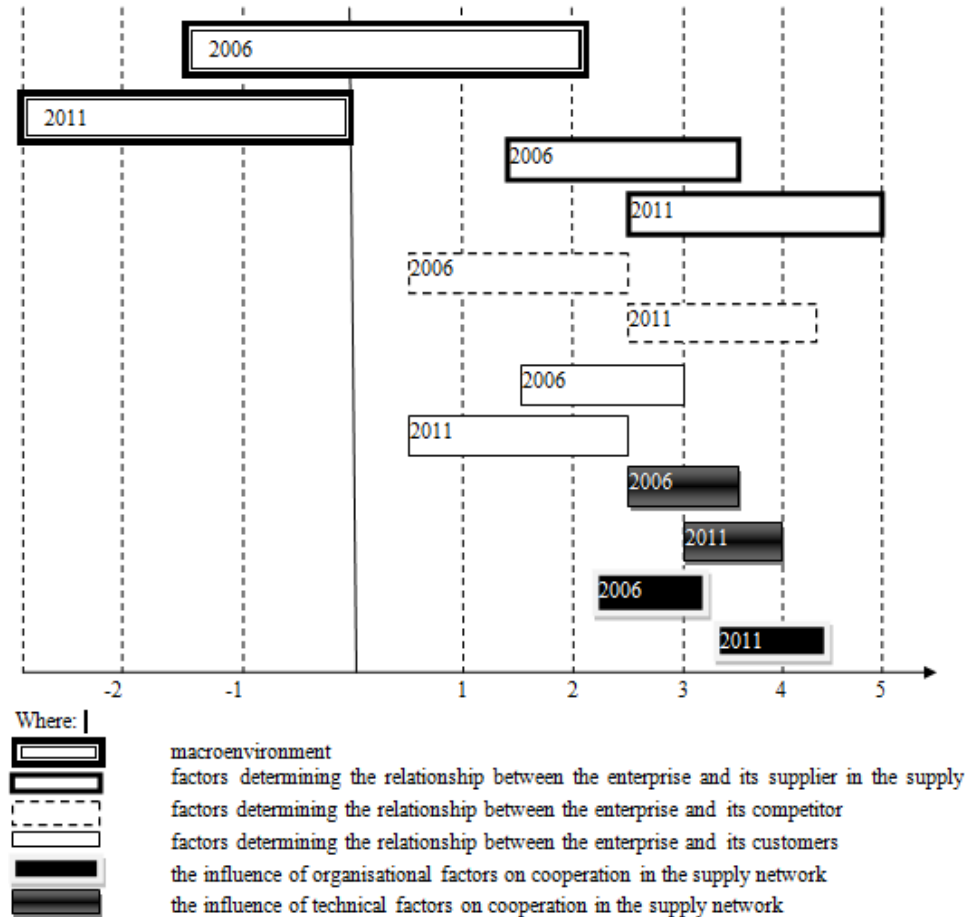 2006
2011
2006
2011
2006
2011
2006
2011
2006
2011
2006
2011
-2 -1 1 2 3 4 5
Where:
macroenvironment
factors determining the relationship between the enterprise and its supplier in the supply
factors determining the relationship between the enterprise and its competitor
factors determining the relationship between the enterprise and its customers
the influence of organisational factors on cooperation in the supply network
the influence of technical factors on cooperation in the supply network